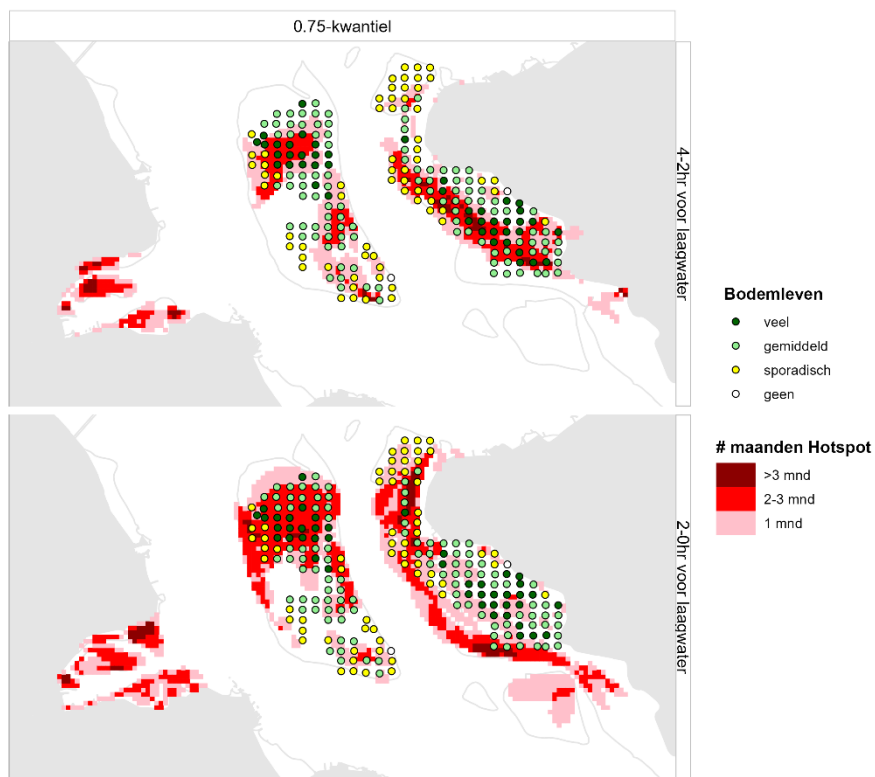 0.75-kwantiel
4-2hr voor laagwater
Bodemleven
veel
gemiddeld
sporadisch
geen
# maanden Hotspot
>3 mnd
2-3 mnd
1 mnd
2-0hr voor laagwater